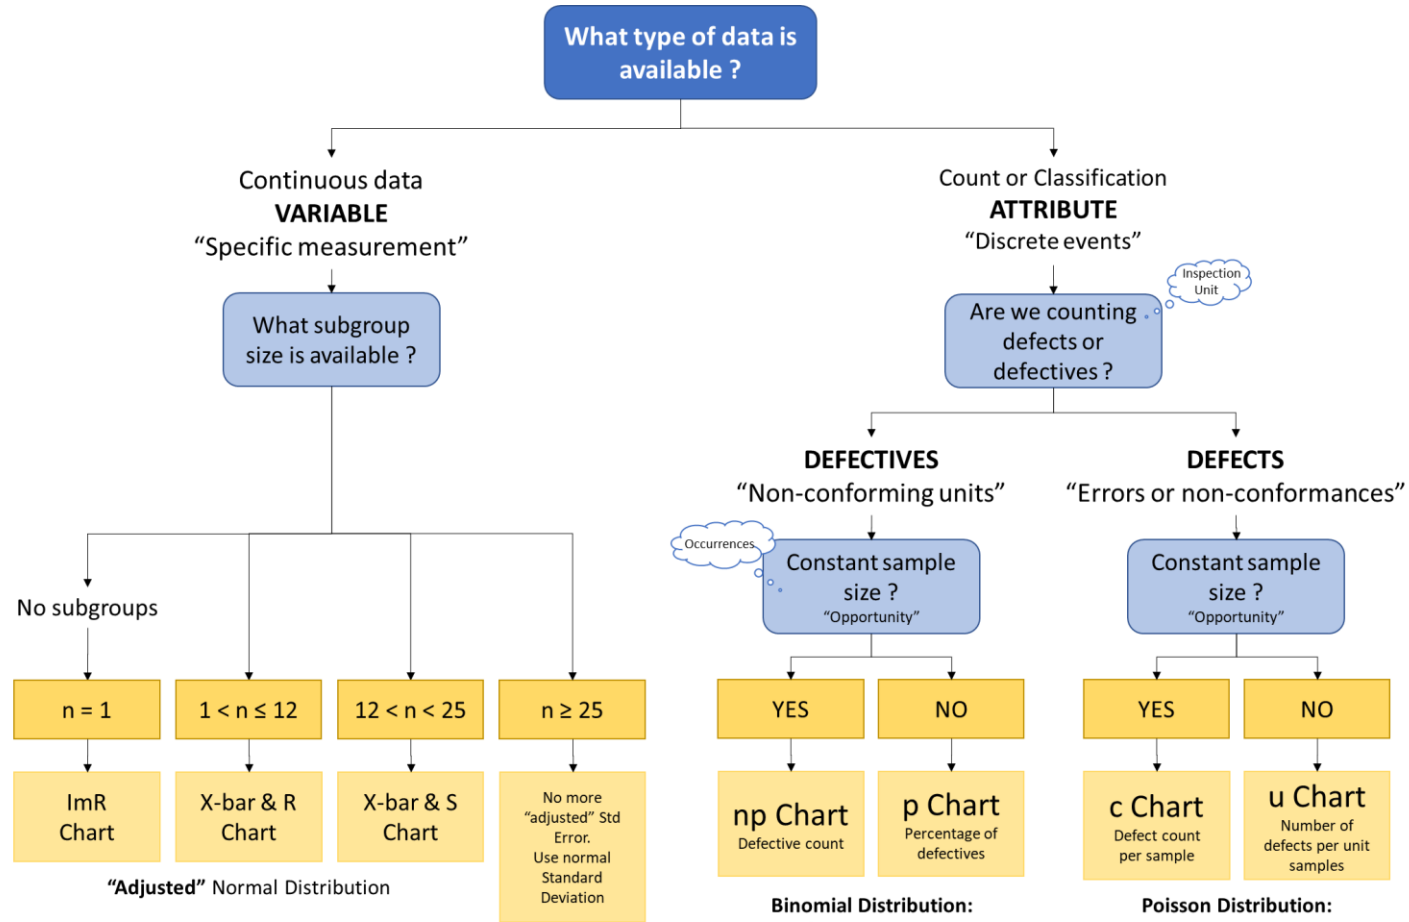 What type of data is
available ?
Continuous data
VARIABLE
“Specific measurement”
Count or Classification
ATTRIBUTE
“Discrete events”
Inspection
Unit
What subgroup
size is available ?
Are we counting
defects or
defectives ?
DEFECTIVES
“Non-conforming units”
DEFECTS
“Errors or non-conformances”
Occurrences
Constant sample
size ?
“Opportunity”
Constant sample
size ?
“Opportunity”
No subgroups
n = 1
1 < n ≤ 12
12 < n < 25
n ≥ 25
YES
NO
YES
NO
ImR
Chart
X-bar & R
Chart
X-bar & S
Chart
No more
“adjusted” Std
Error.
Use normal
Standard
Deviation
np Chart
Defective count
p Chart
Percentage of
defectives
c Chart
Defect count
per sample
u Chart
Number of
defects per unit
samples
“Adjusted” Normal Distribution
Binomial Distribution:
Poisson Distribution: